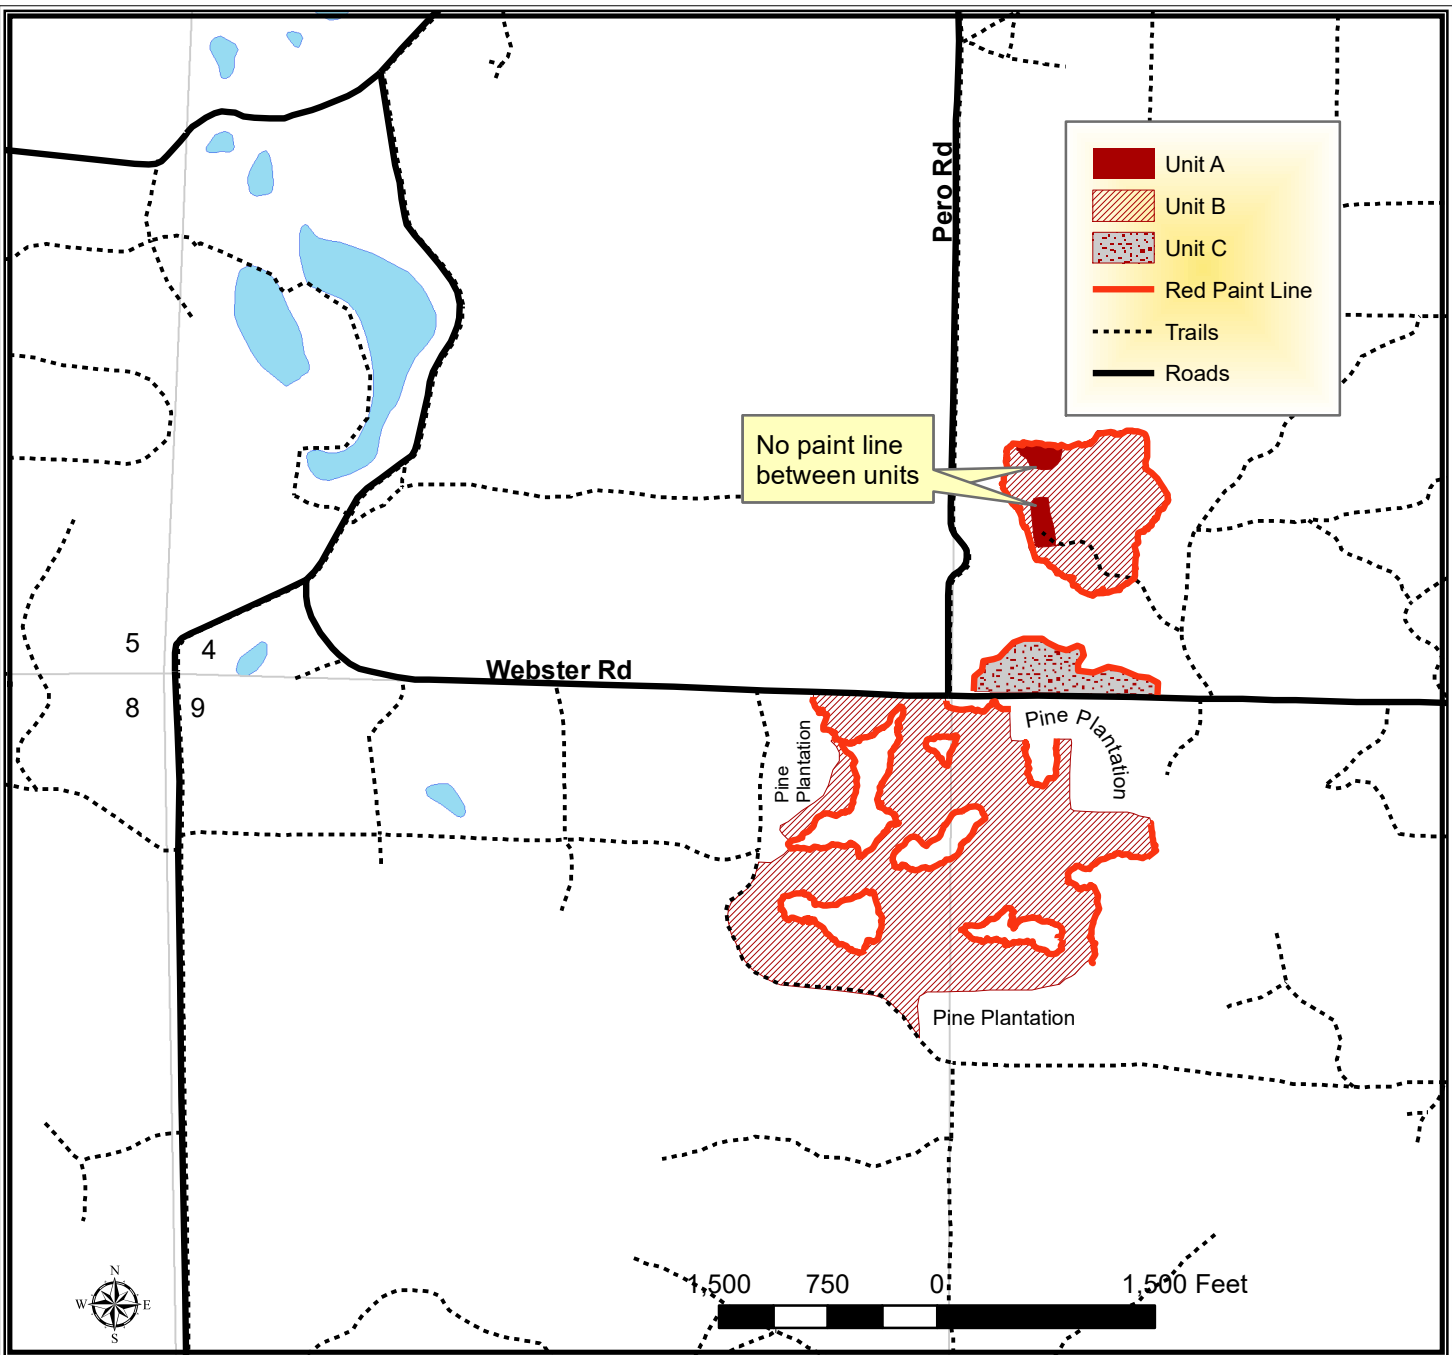 Pero Rd
Unit A
Unit B
Unit C
Red Paint Line
Trails
Roads
No paint line
between units
5
4
8
9
Webster Rd
Pine Plantation
Pine
Plantation
Pine Plantation
N
W
E
S
1,500
750
0
1,500 Feet